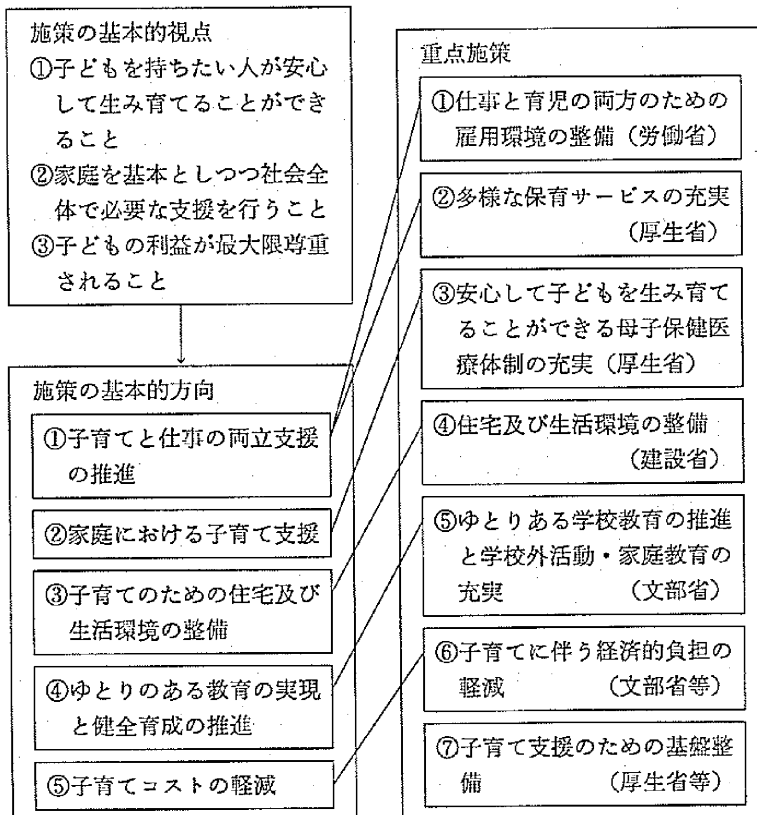 施策の基本的視点
①子どもを持ちたい人が安心
して生み育てることができ
ること
②家庭を基本としつつ社会全
体で必要な支援を行うこと
③子どもの利益が最大限尊重
されること
施策の基本的方向
①子育てと仕事の両立支援
の推進
②家庭における子育て支援
③子育てのための住宅及び
生活環境の整備
④ゆとりのある教育の実現
と健全育成の推進
⑤子育てコストの軽減
重点施策
①仕事と育児の両方のための
雇用環境の整備（労働省）
②多様な保育サービスの充実
（厚生省）
③安心して子どもを生み育て
ることができる母子保健医
療体制の充実（厚生省）
④住宅及び生活環境の整備
（建設省）
⑤ゆとりある学校教育の推進
と学校外活動・家庭教育の
充実（文部省）
⑥子育てに伴う経済的負担の
軽減（文部省等）
⑦子育て支援のための基盤整
備（厚生省等）